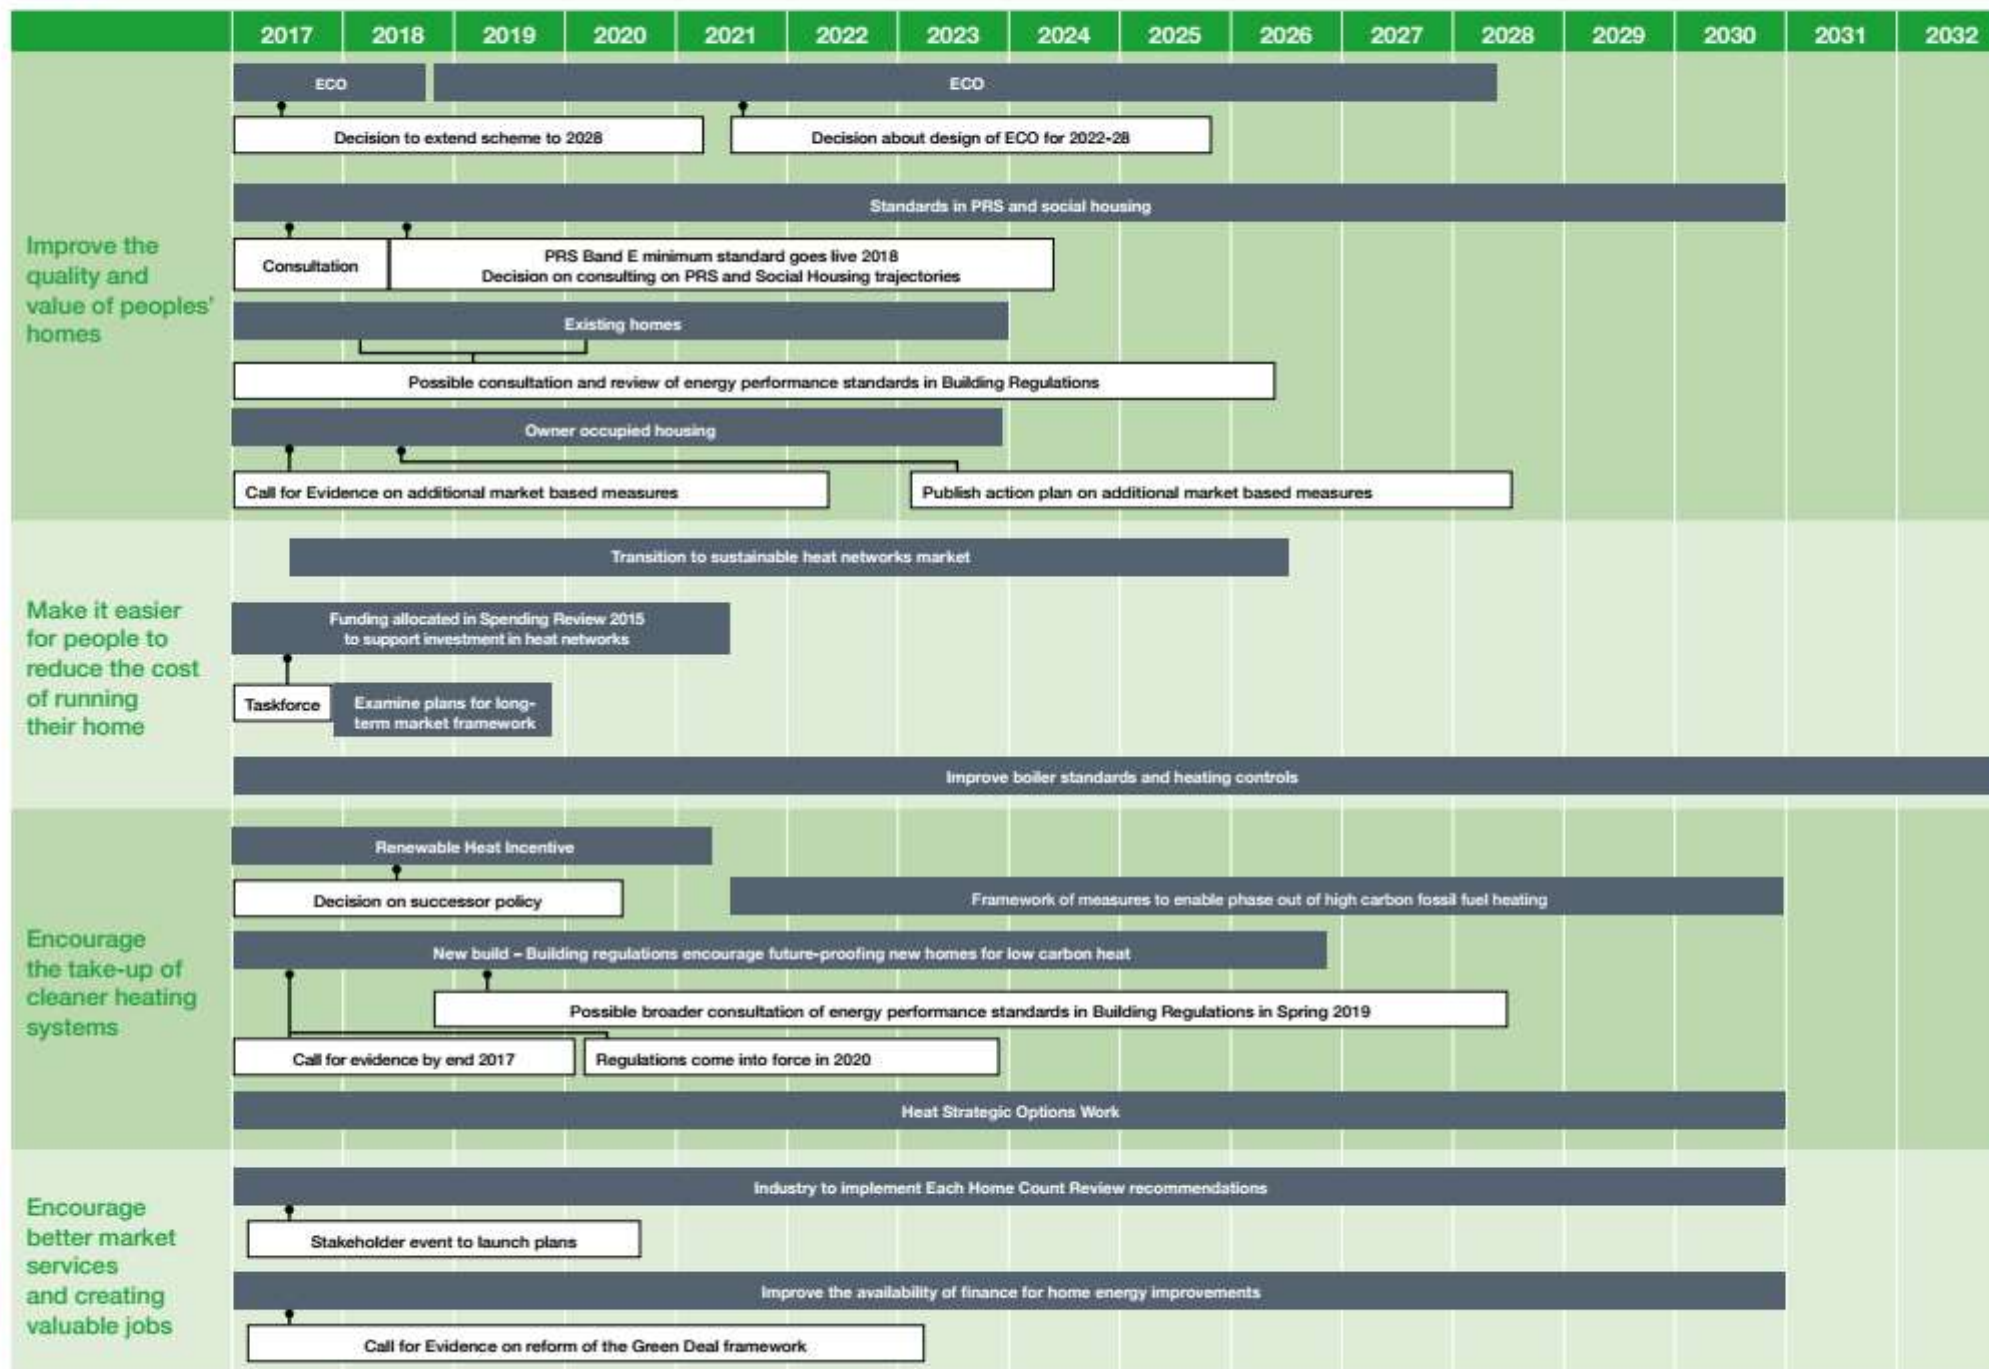 2017 2018 2019 2020 2021 2022 2023 2024 2025 2026 2027 2028 2029 2030 2031 2032
Improve the
quality and
value of peoples'
homes
ECO
ECO
Decision to extend scheme to 2028
Decision about design of ECO for 2022-28
Standards in PRS and social housing
Consultation
PRS Band E minimum standard goes live 2018
Decision on consulting on PRS and Social Housing trajectories
Existing homes
Possible consultation and review of energy performance standards in Building Regulations
Owner occupied housing
Call for Evidence on additional market based measures
Publish action plan on additional market based measures
Make it easier
for people to
reduce the cost
of running
their home
Transition to sustainable heat networks market
Funding allocated in Spending Review 2015
to support investment in heat networks
Taskforce
Examine plans for long-
term market framework
Improve boiler standards and heating controls
Encourage
the take-up of
cleaner heating
systems
Renewable Heat Incentive
Decision on successor policy
Framework of measures to enable phase out of high carbon fossil fuel heating
New build – Building regulations encourage future-proofing new homes for low carbon heat
Possible broader consultation of energy performance standards in Building Regulations in Spring 2019
Call for evidence by end 2017
Regulations come into force in 2020
Heat Strategic Options Work
Encourage
better market
services
and creating
valuable jobs
Industry to implement Each Home Count Review recommendations
Stakeholder event to launch plans
Improve the availability of finance for home energy improvements
Call for Evidence on reform of the Green Deal framework